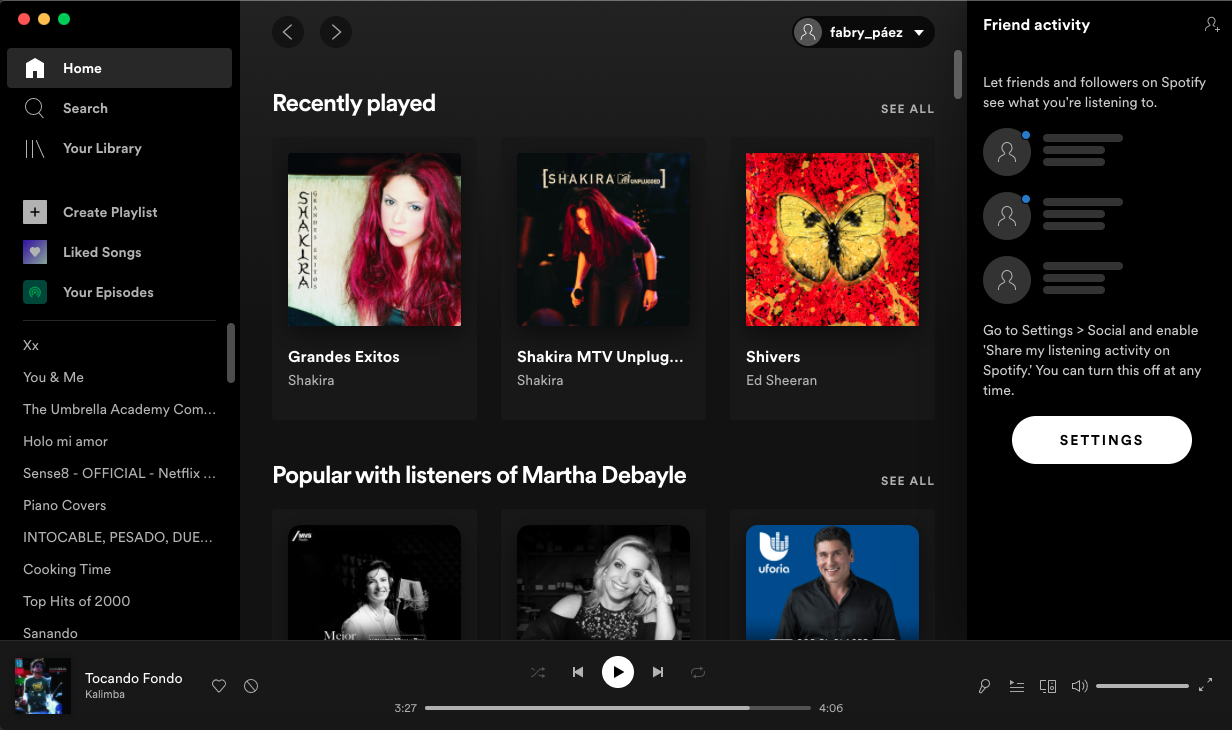 Home
Search
Your Library
Create Playlist
Liked Songs
Your Episodes
Xx
You & Me
The Umbrella Academy Com...
Holo mi amor
Sense8 - OFFICIAL - Netflix ...
Piano Covers
INTOCABLE, PESADO, DUE...
Cooking Time
Top Hits of 2000
Sanando
fabry_páez
Recently played
SEE ALL
SHAKIRA
GRANDES EXITOS
Grandes Exitos
Shakira
[SHAKIRA MTV UNPLUGGED]
Shakira MTV Unplug...
Shakira
Shivers
Ed Sheeran
Popular with listeners of Martha Debayle
SEE ALL
MVS
Mejor
uforia
Friend activity
Let friends and followers on Spotify
see what you're listening to.
Go to Settings > Social and enable
'Share my listening activity on
Spotify.' You can turn this off at any
time.
SETTINGS
Tocando Fondo
Kalimba
3:27
4:06